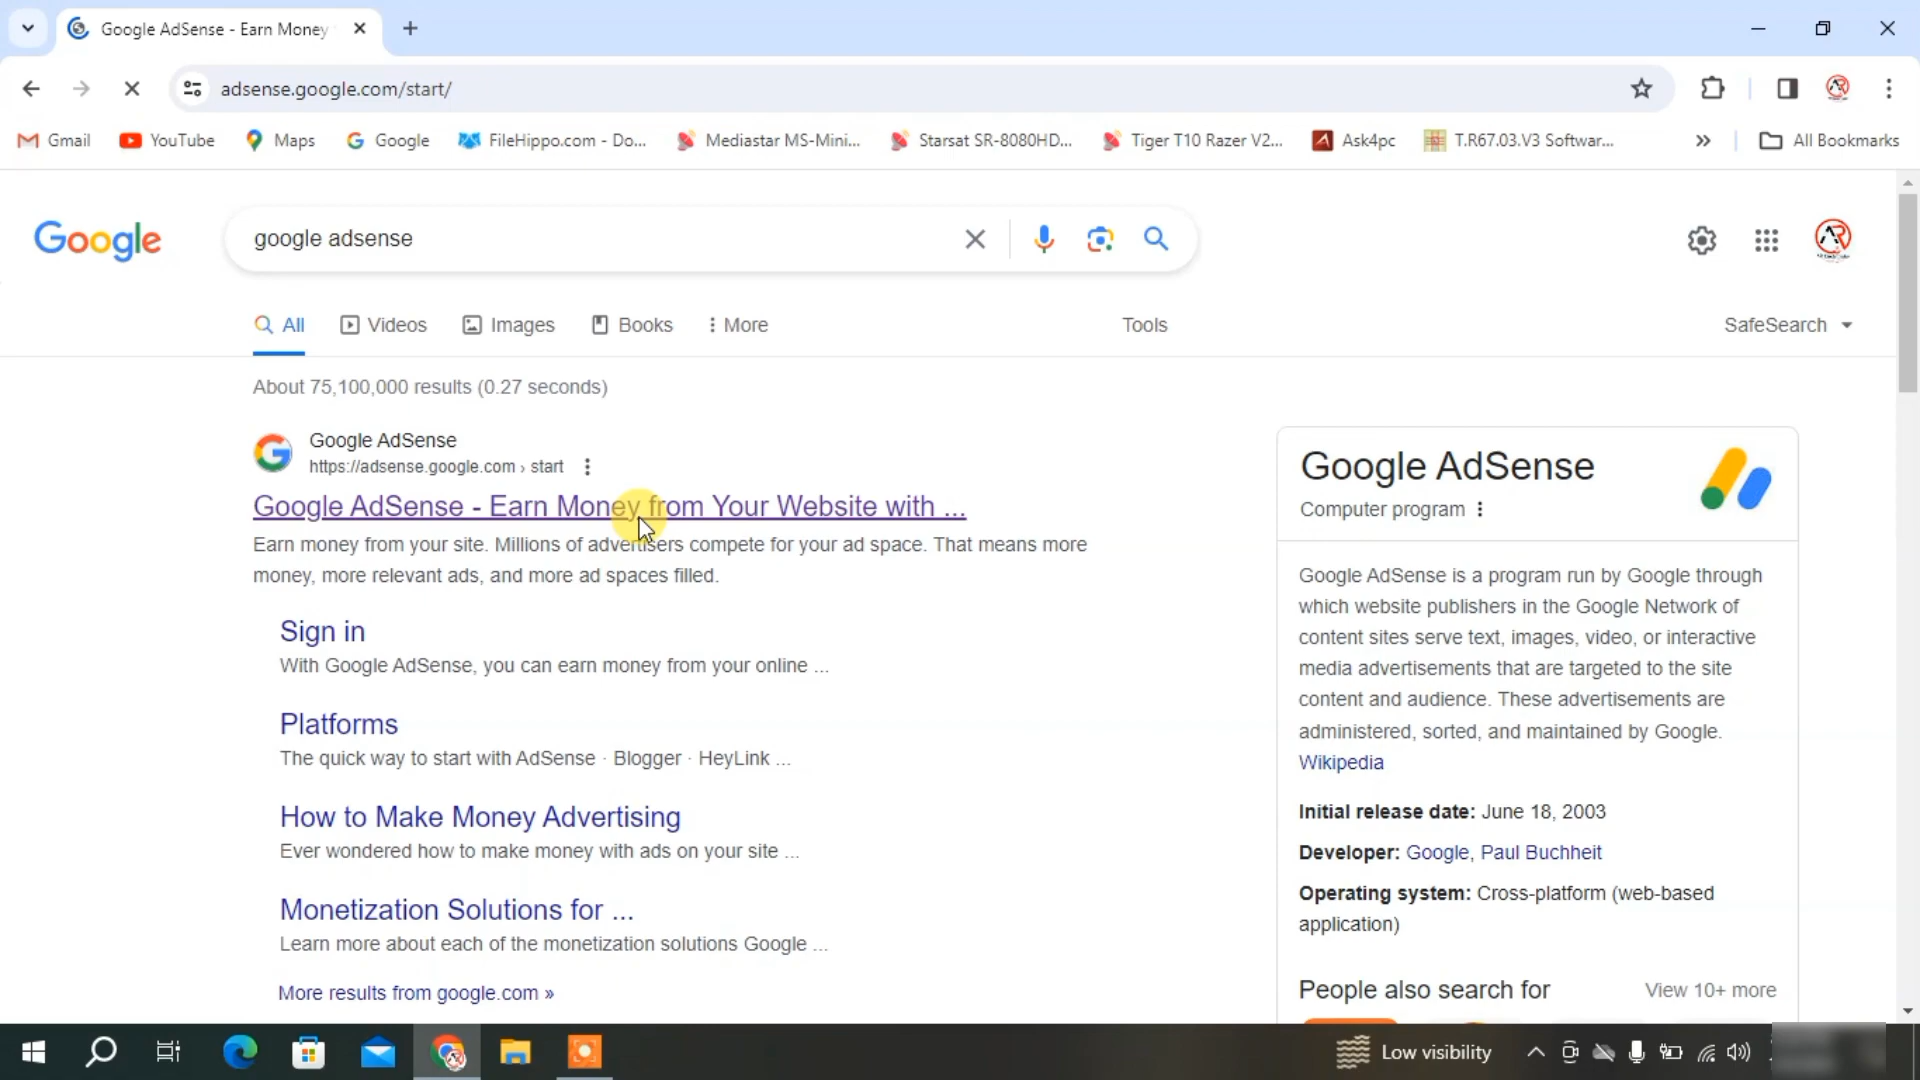 Google AdSense - Earn Money
adsense.google.com/start/
Gmail YouTube Maps Google FileHippo.com - Do... Mediastar MS-Mini... Starsat SR-8080HD... Tiger T10 Razer V2... Ask4pc T.R67.03.V3 Softwar... » All Bookmarks
Google google adsense
All Videos Images Books More Tools SafeSearch
About 75,100,000 results (0.27 seconds)
Google AdSense
https://adsense.google.com › start
Google AdSense - Earn Money from Your Website with ...
Earn money from your site. Millions of advertisers compete for your ad space. That means more
money, more relevant ads, and more ad spaces filled.
Sign in
With Google AdSense, you can earn money from your online ...
Platforms
The quick way to start with AdSense · Blogger · HeyLink ...
How to Make Money Advertising
Ever wondered how to make money with ads on your site ...
Monetization Solutions for ...
Learn more about each of the monetization solutions Google ...
More results from google.com »
Google AdSense
Computer program
Google AdSense is a program run by Google through
which website publishers in the Google Network of
content sites serve text, images, video, or interactive
media advertisements that are targeted to the site
content and audience. These advertisements are
administered, sorted, and maintained by Google.
Wikipedia
Initial release date: June 18, 2003
Developer: Google, Paul Buchheit
Operating system: Cross-platform (web-based
application)
People also search for View 10+ more
Low visibility